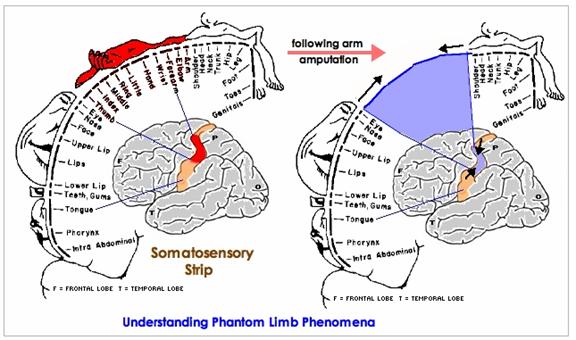 following arm
amputation
Little
Hand
Wrist
Forearm
Elbow
Arm
Shoulder
Head
Neck
Trunk
Hip
Leg
Foot
Toes
Genitals
Ring
Middle
Index
Thumb
Eye
Nose
Face
Upper Lip
Lips
Lower Lip
Teeth, Gums
Tongue
Pharynx
Intra Abdominal
F
P
O
T
Somatosensory
Strip
F = FRONTAL LOBE T = TEMPORAL LOBE
Shoulder
Head
Neck
Trunk
Hip
Leg
Foot
Toes
Genitals
Eye
Nose
Face
Upper Lip
Lips
Lower Lip
Teeth, Gums
Tongue
Pharynx
Intra Abdominal
F
P
O
T
F = FRONTAL LOBE T = TEMPORAL LOBE
Understanding Phantom Limb Phenomena